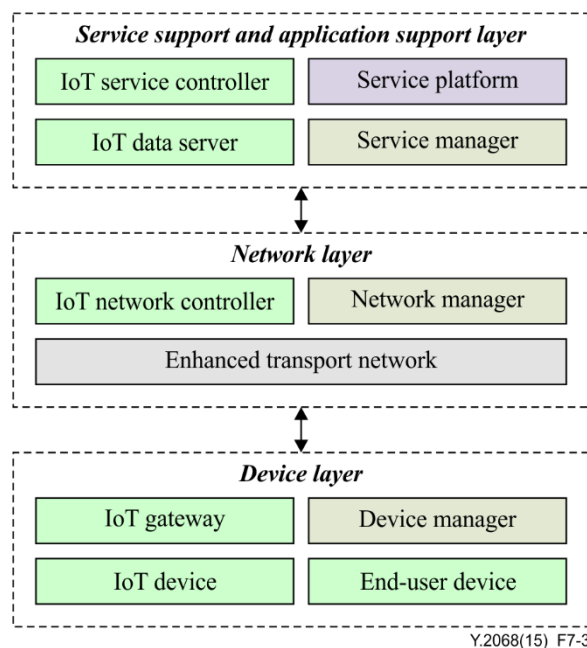 Service support and application support layer
IoT service controller
Service platform
IoT data server
Service manager
Network layer
IoT network controller
Network manager
Enhanced transport network
Device layer
IoT gateway
Device manager
IoT device
End-user device
Y.2068(15) F7-3